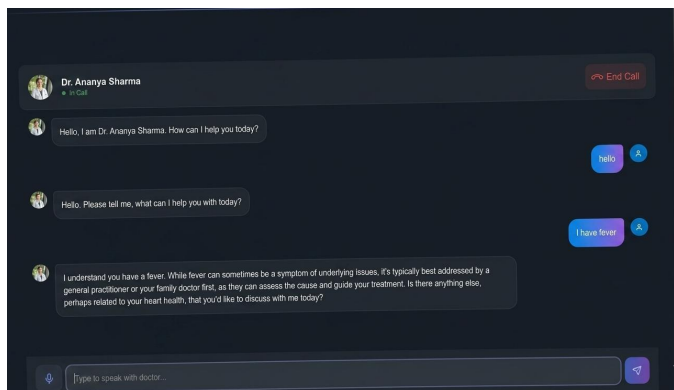 Dr. Ananya Sharma
In Call
End Call
Hello, I am Dr. Ananya Sharma. How can I help you today?
hello
Hello. Please tell me, what can I help you with today?
I have fever
I understand you have a fever. While fever can sometimes be a symptom of underlying issues, it's typically best addressed by a
general practitioner or your family doctor first, as they can assess the cause and guide your treatment. Is there anything else,
perhaps related to your heart health, that you'd like to discuss with me today?
Type to speak with doctor...